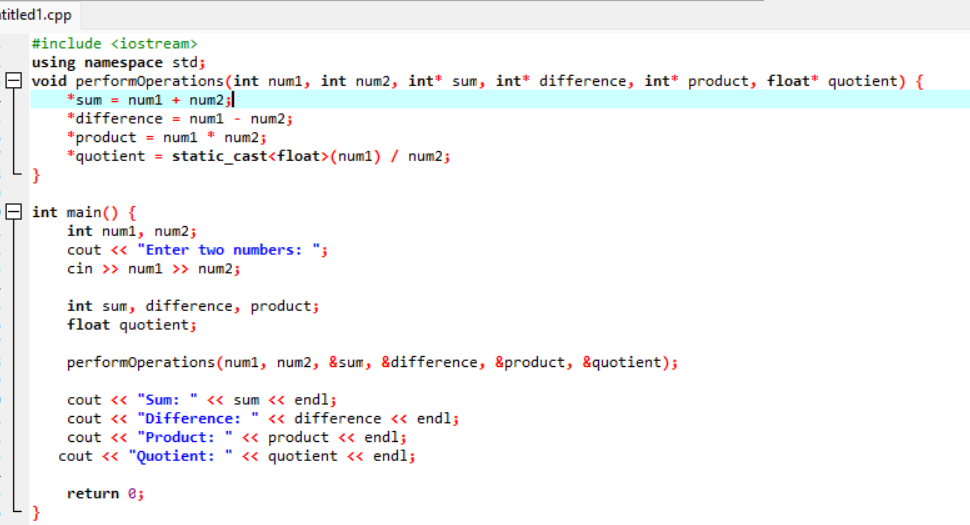 ntitled1.cpp
#include <iostream>
using namespace std;
void performOperations(int num1, int num2, int* sum, int* difference, int* product, float* quotient) {
    *sum = num1 + num2;
    *difference = num1 - num2;
    *product = num1 * num2;
    *quotient = static_cast<float>(num1) / num2;
}
int main() {
    int num1, num2;
    cout << "Enter two numbers: ";
    cin >> num1 >> num2;
    int sum, difference, product;
    float quotient;
    performOperations(num1, num2, &sum, &difference, &product, &quotient);
    cout << "Sum: " << sum << endl;
    cout << "Difference: " << difference << endl;
    cout << "Product: " << product << endl;
   cout << "Quotient: " << quotient << endl;
    return 0;
}